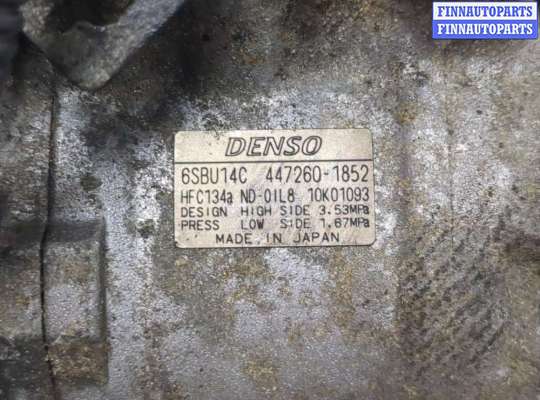 FINNAUTOPARTS
FINNAUTOPARTS
DENSO
6SBU14C 447260-1852
HFC134a ND-OIL8 10K01093
DESIGN HIGH SIDE 3.53MPa
PRESS LOW SIDE 1.67MPa
MADE IN JAPAN